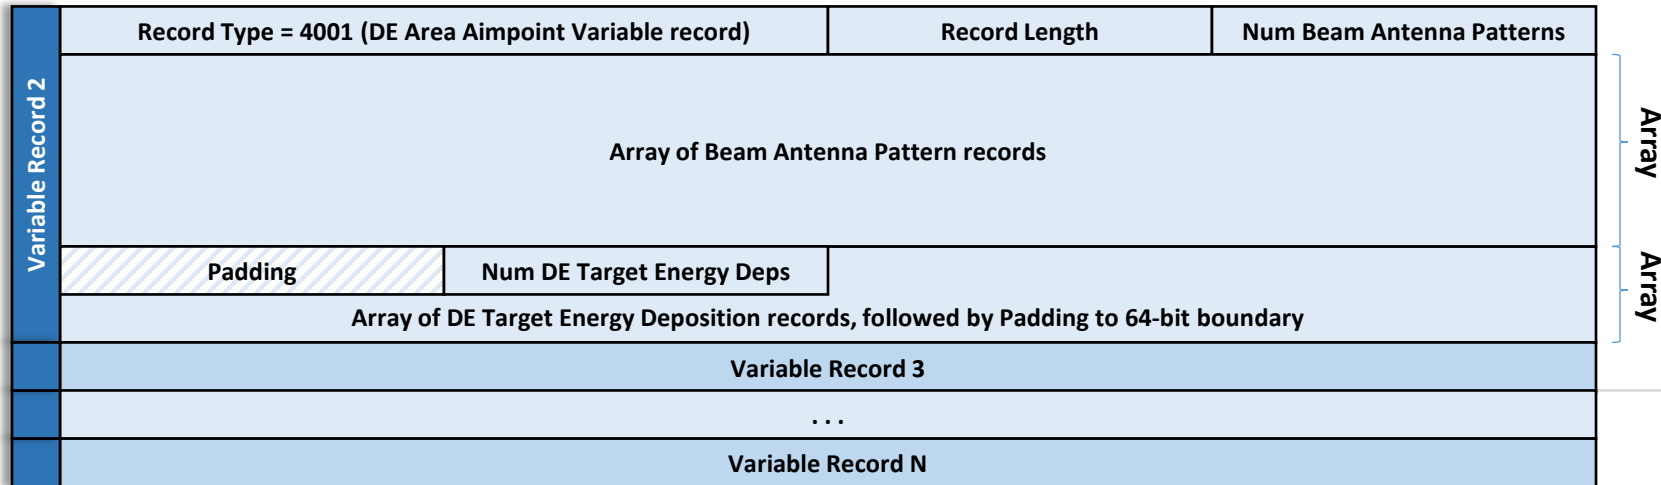 Variable Record 2
Record Type = 4001 (DE Area Aimpoint Variable record)
Record Length
Num Beam Antenna Patterns
Array of Beam Antenna Pattern records
Array
Padding
Num DE Target Energy Deps
Array of DE Target Energy Deposition records, followed by Padding to 64-bit boundary
Array
Variable Record 3
. . .
Variable Record N